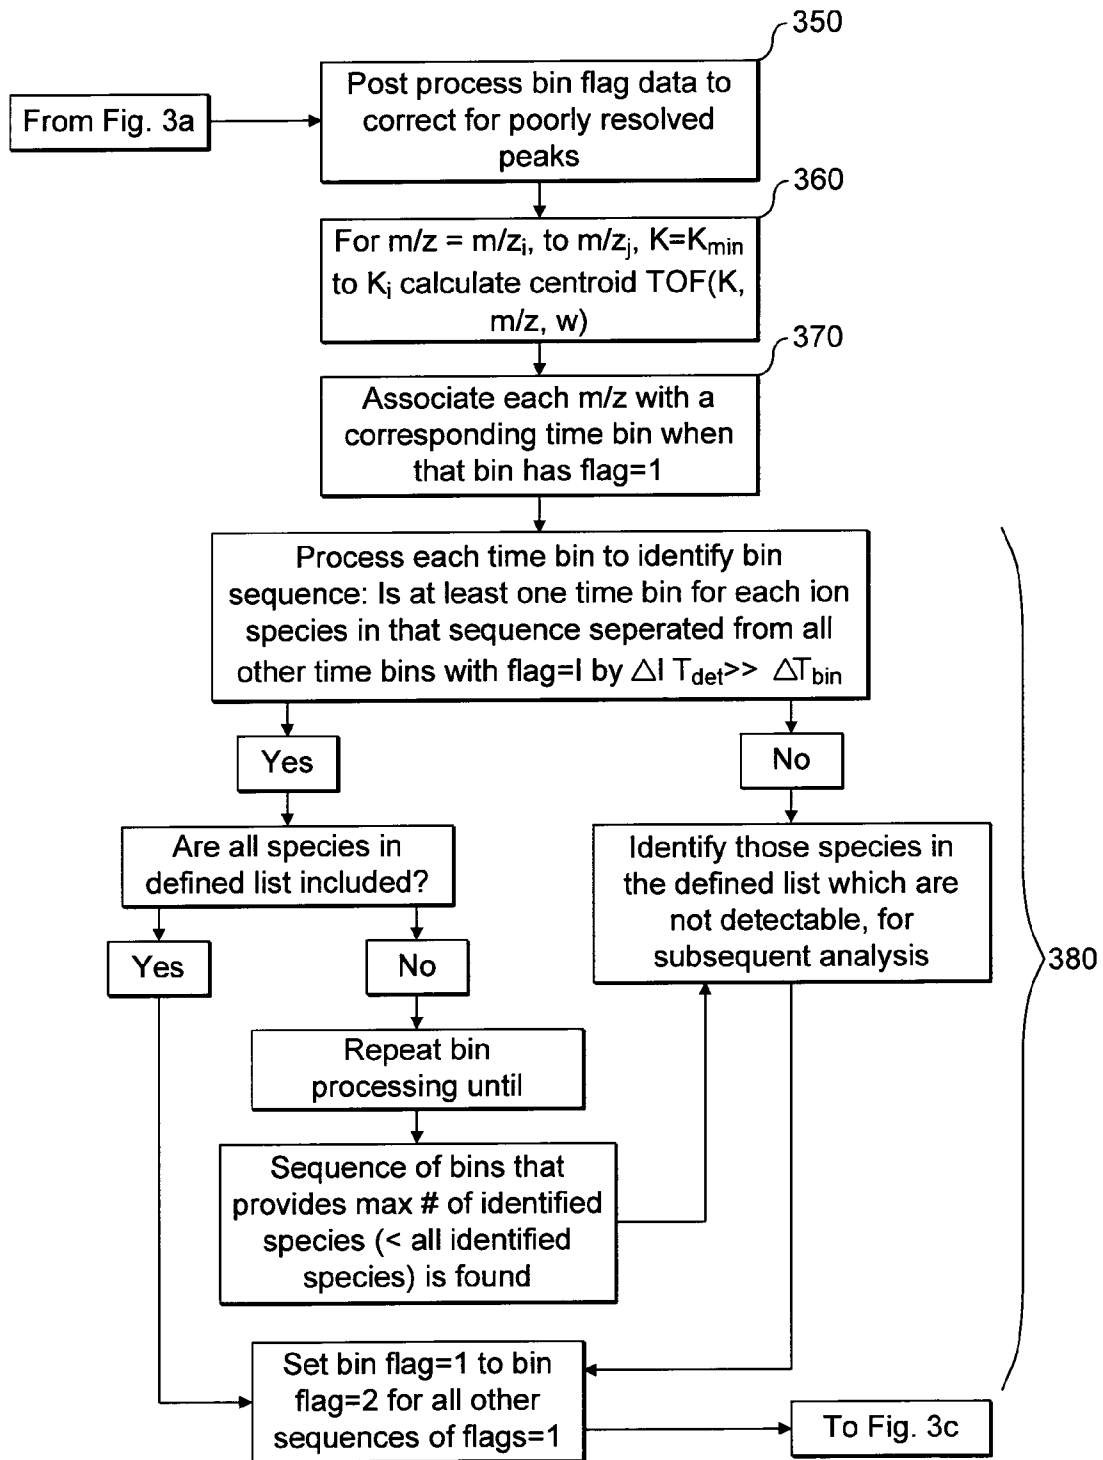 350
Post process bin flag data to
correct for poorly resolved
peaks
From Fig. 3a
360
For m/z = m/zi, to m/zj, K=Kmin
to Ki calculate centroid TOF(K,
m/z, w)
370
Associate each m/z with a
corresponding time bin when
that bin has flag=1
Process each time bin to identify bin
sequence: Is at least one time bin for each ion
species in that sequence seperated from all
other time bins with flag=I by △I Tdet>> △Tbin
Yes
No
Are all species in
defined list included?
Identify those species in
the defined list which are
not detectable, for
subsequent analysis
Yes
No
380
Repeat bin
processing until
Sequence of bins that
provides max # of identified
species (< all identified
species) is found
Set bin flag=1 to bin
flag=2 for all other
sequences of flags=1
To Fig. 3c